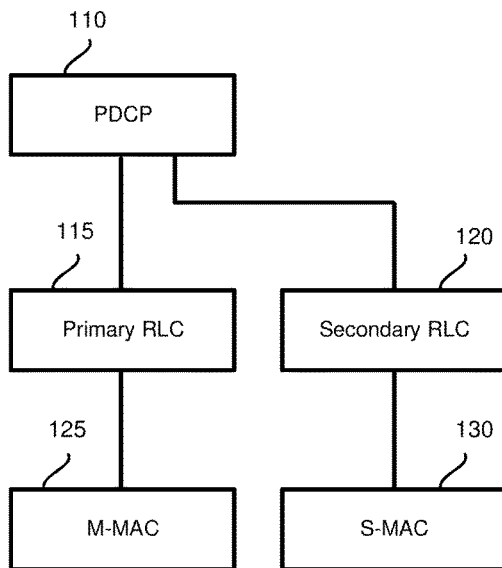 110
PDCP
115
120
Primary RLC
Secondary RLC
125
130
M-MAC
S-MAC